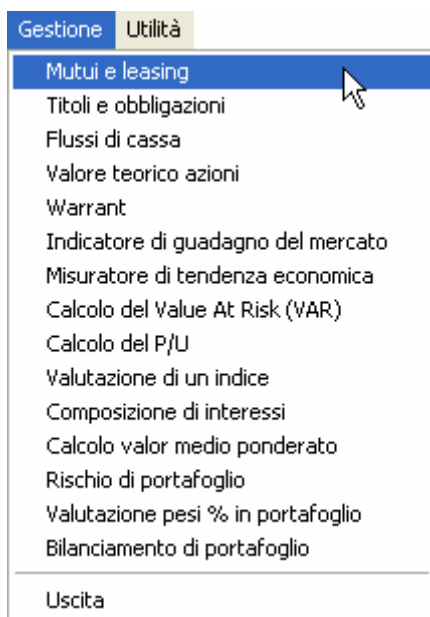 Gestione Utilità
Mutui e leasing
Titoli e obbligazioni
Flussi di cassa
Valore teorico azioni
Warrant
Indicatore di guadagno del mercato
Misuratore di tendenza economica
Calcolo del Value At Risk (VAR)
Calcolo del P/U
Valutazione di un indice
Composizione di interessi
Calcolo valor medio ponderato
Rischio di portafoglio
Valutazione pesi % in portafoglio
Bilanciamento di portafoglio
Uscita